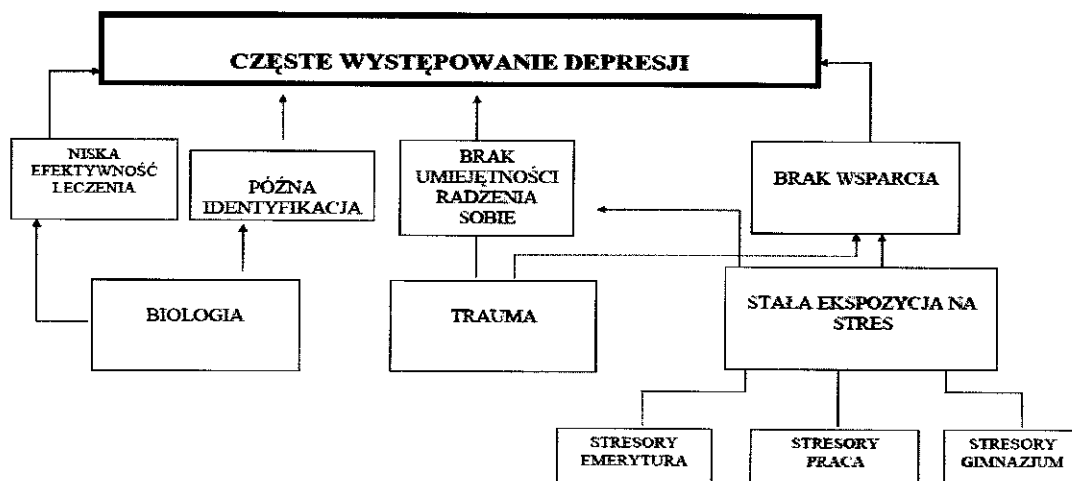 CZĘSTE WYSTĘPOWANIE DEPRESJI
NISKA
EFEKTYWNOŚĆ
LECZENIA
PÓŹNA
IDENTYFIKACJA
BRAK
UMIEJĘTNOŚCI
RADZENIA
SOBIE
BRAK WSPARCIA
BIOLOGIA
TRAUMA
STAŁA EKSPOZYCJA NA
STRES
STRESORY
EMERYTURA
STRESORY
PRACA
STRESORY
GIMNAZJUM